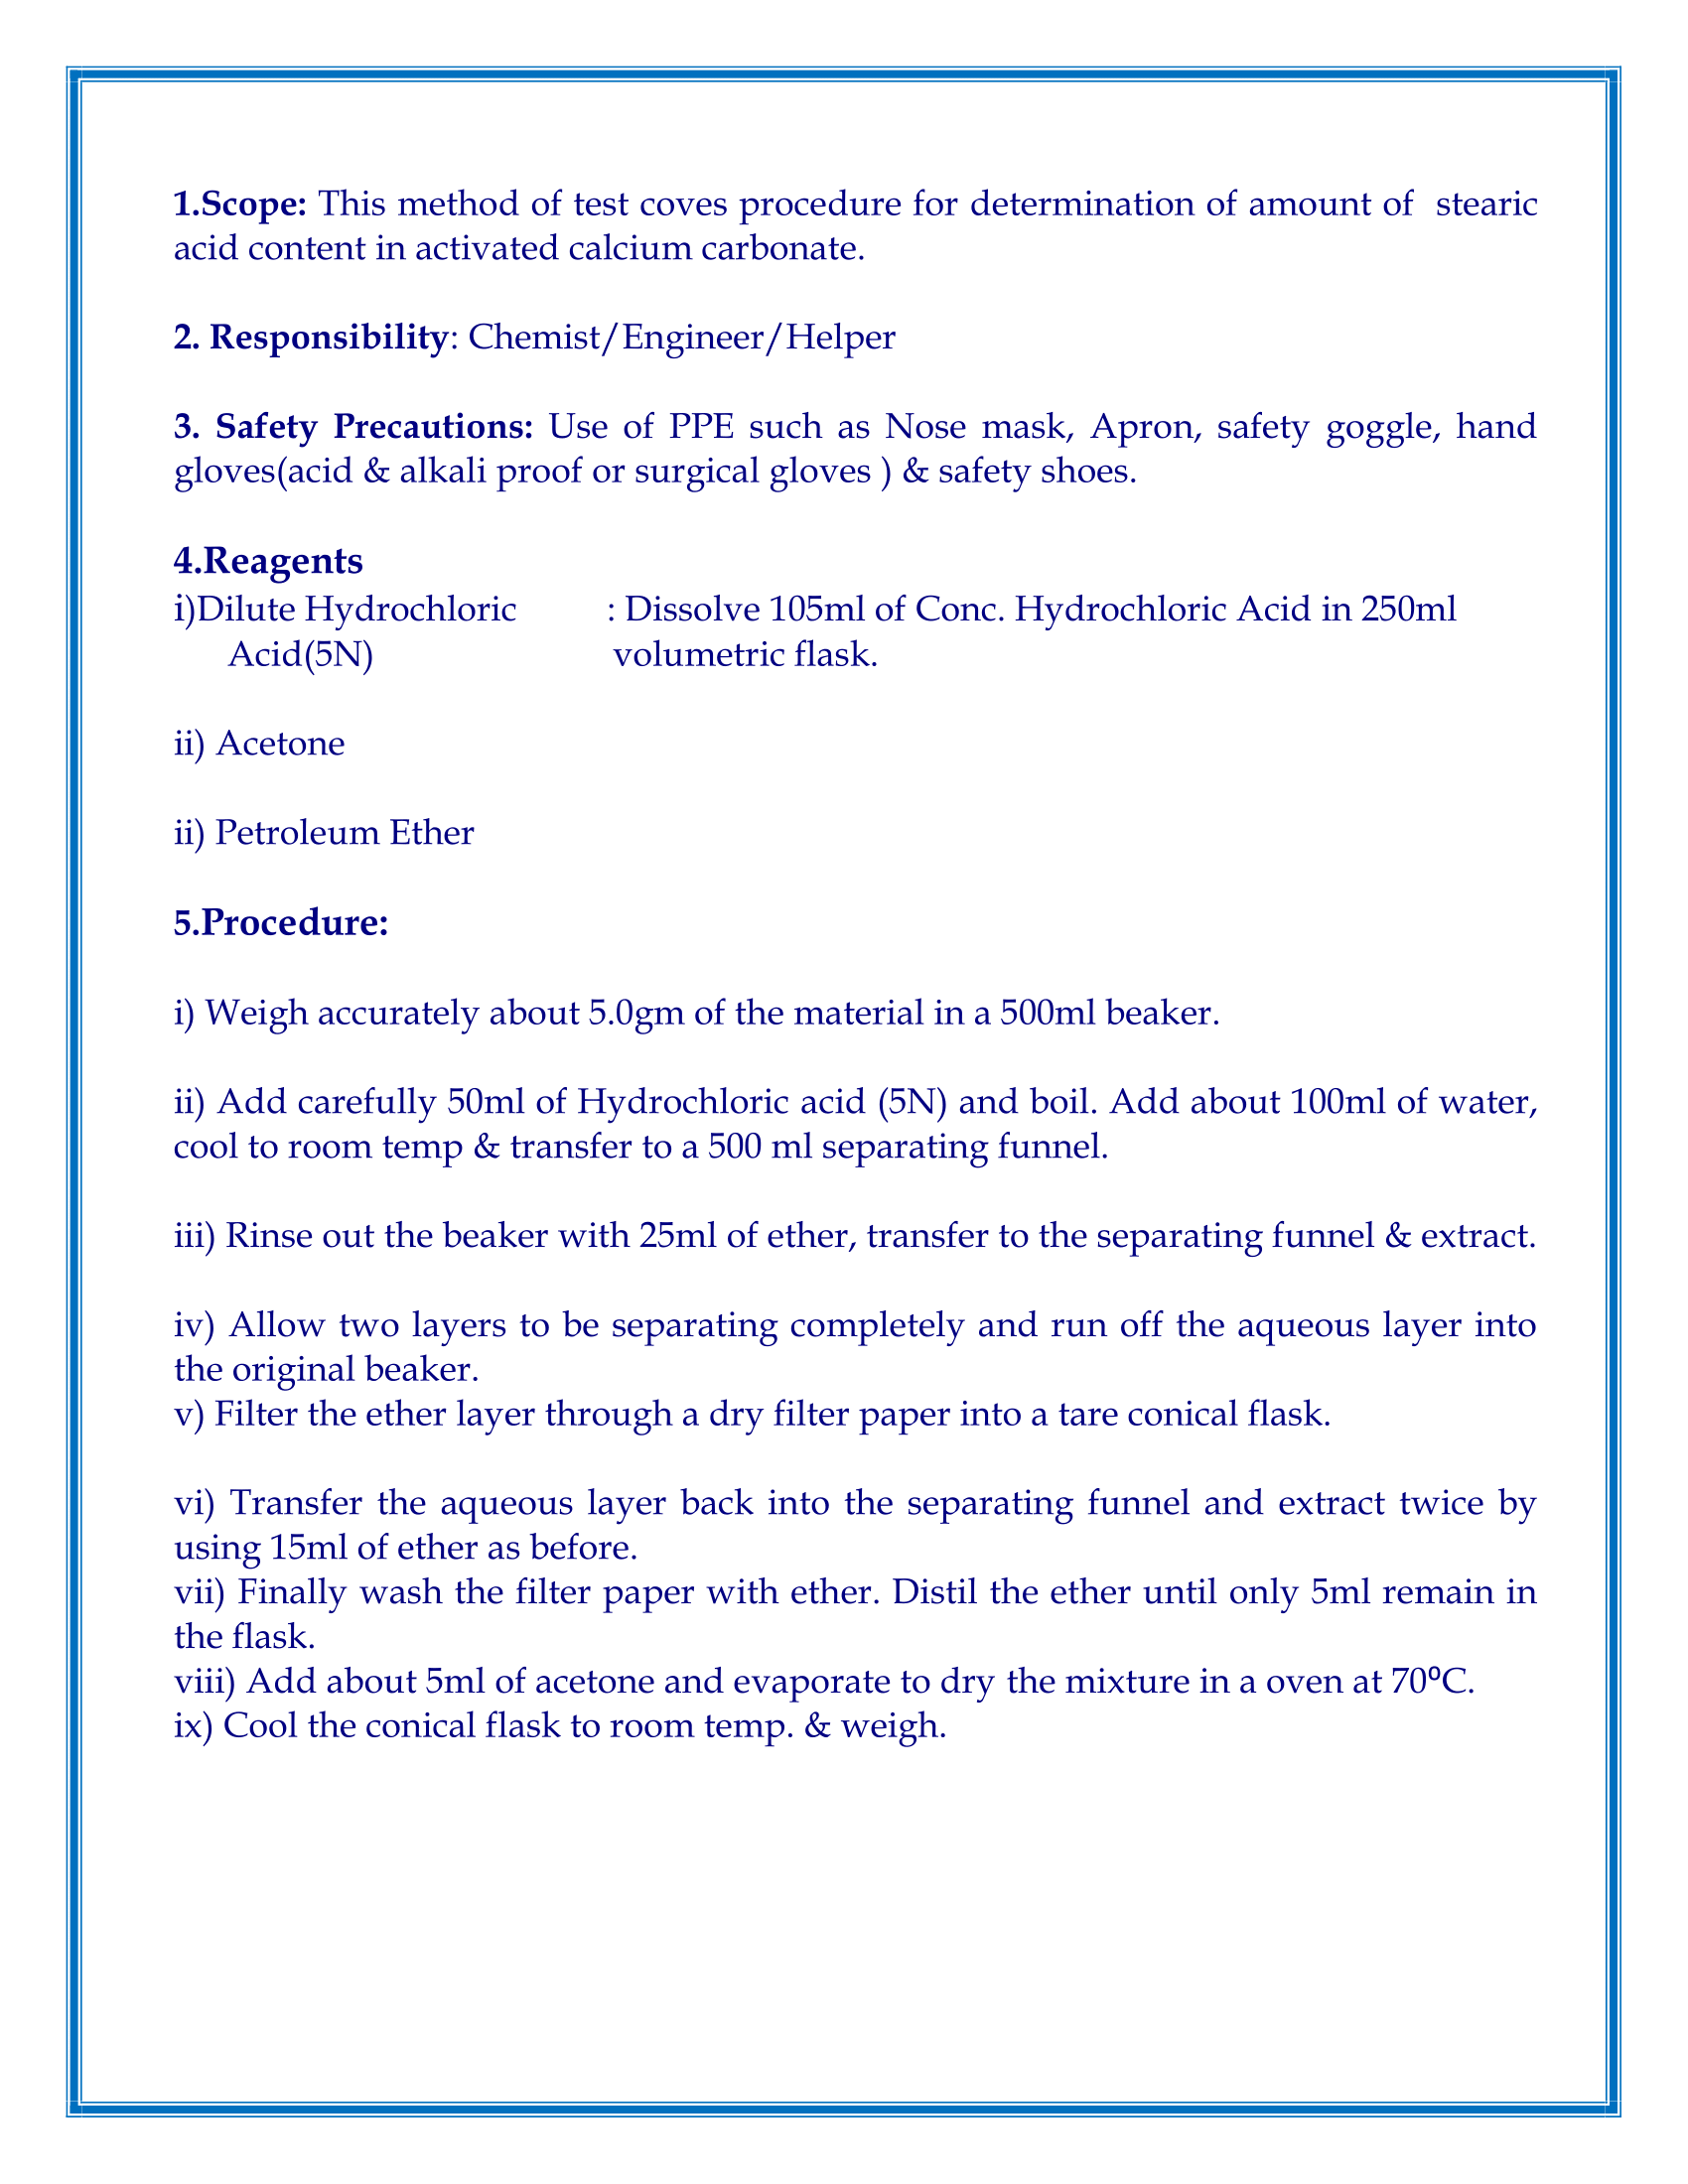 1.Scope: This method of test coves procedure for determination of amount of stearic
acid content in activated calcium carbonate.
2. Responsibility: Chemist/Engineer/Helper
3. Safety Precautions: Use of PPE such as Nose mask, Apron, safety goggle, hand
gloves(acid & alkali proof or surgical gloves ) & safety shoes.
4.Reagents
i)Dilute Hydrochloric : Dissolve 105ml of Conc. Hydrochloric Acid in 250ml
Acid(5N) volumetric flask.
ii) Acetone
ii) Petroleum Ether
5.Procedure:
i) Weigh accurately about 5.0gm of the material in a 500ml beaker.
ii) Add carefully 50ml of Hydrochloric acid (5N) and boil. Add about 100ml of water,
cool to room temp & transfer to a 500 ml separating funnel.
iii) Rinse out the beaker with 25ml of ether, transfer to the separating funnel & extract.
iv) Allow two layers to be separating completely and run off the aqueous layer into
the original beaker.
v) Filter the ether layer through a dry filter paper into a tare conical flask.
vi) Transfer the aqueous layer back into the separating funnel and extract twice by
using 15ml of ether as before.
vii) Finally wash the filter paper with ether. Distil the ether until only 5ml remain in
the flask.
viii) Add about 5ml of acetone and evaporate to dry the mixture in a oven at 70⁰C.
ix) Cool the conical flask to room temp. & weigh.